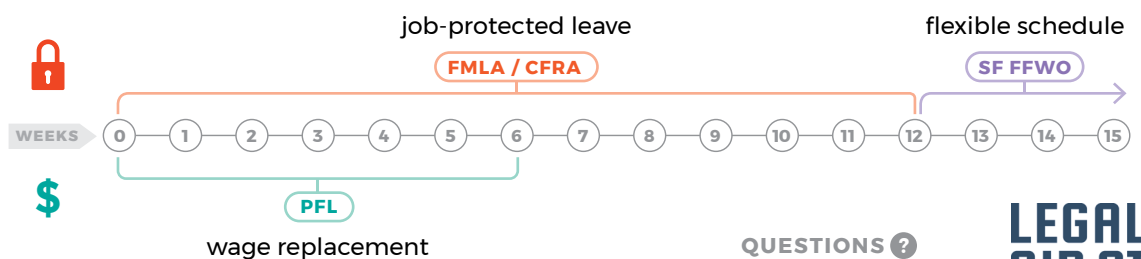 job-protected leave
flexible schedule
FMLA / CFRA
SF FFWO
WEEKS 0 1 2 3 4 5 6 7 8 9 10 11 12 13 14 15
$
PFL
wage replacement
QUESTIONS ?
LEGAL